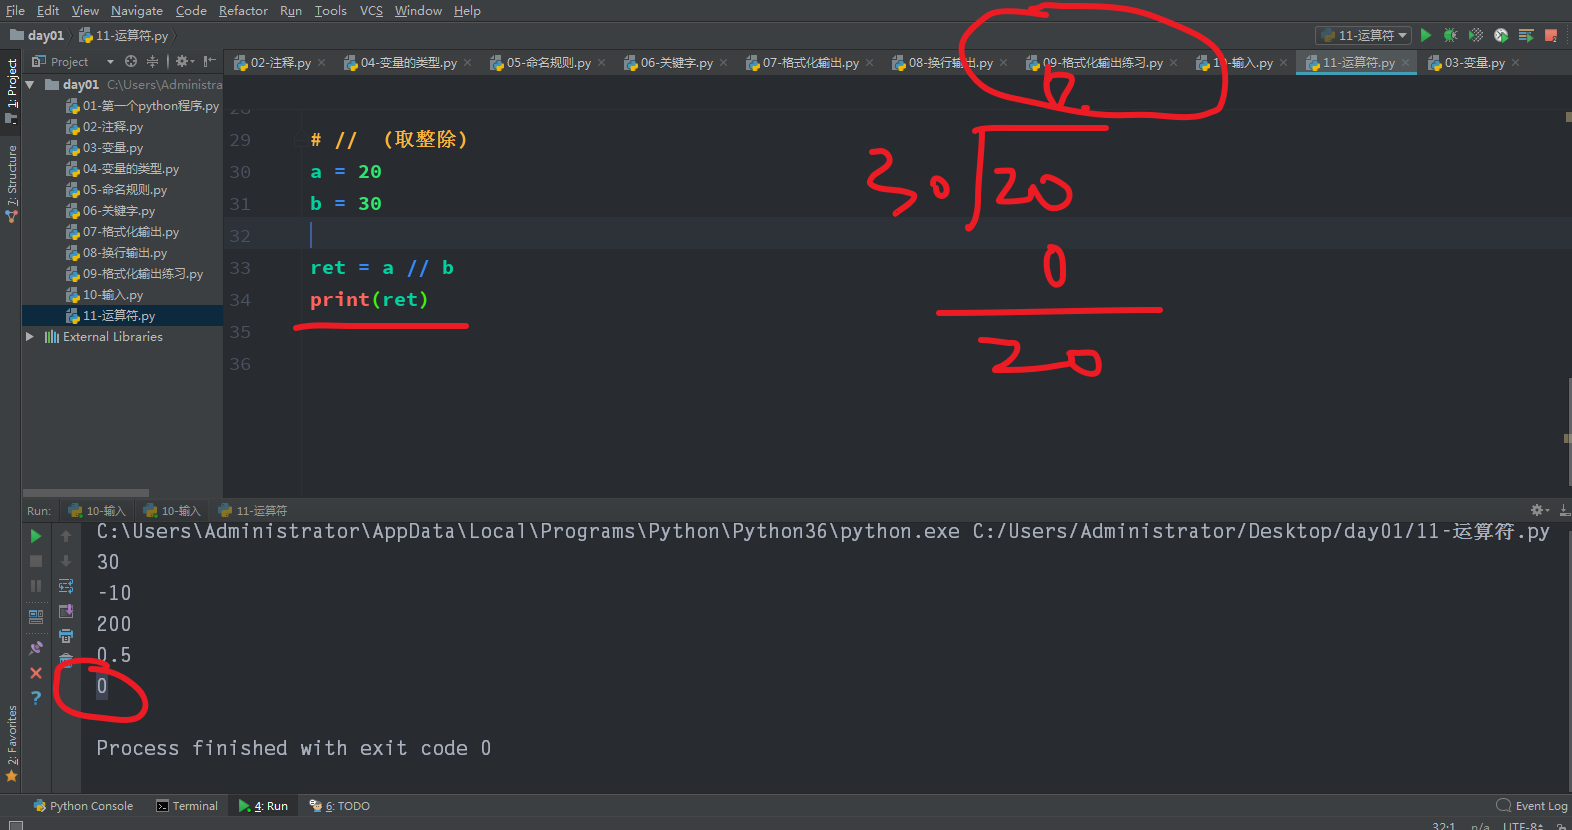 File Edit View Navigate Code Refactor Run Tools VCS Window Help
day01 11-运算符.py 11-运算符
1: Project
7: Structure
2: Favorites
Project
02-注释.py 04-变量的类型.py 05-命名规则.py 06-关键字.py 07-格式化输出.py 08-换行输出.py 09-格式化输出练习.py 10-输入.py 11-运算符.py 03-变量.py
day01 C:\Users\Administra
01-第一个python程序.py
02-注释.py
03-变量.py
04-变量的类型.py
05-命名规则.py
06-关键字.py
07-格式化输出.py
08-换行输出.py
09-格式化输出练习.py
10-输入.py
11-运算符.py
External Libraries
28
29 # // （取整除）
30 a = 20
31 b = 30
32
33 ret = a // b
34 print(ret)
35
36
0.
30 20
0
20
Run: 10-输入 10-输入 11-运算符
C:\Users\Administrator\AppData\Local\Programs\Python\Python36\python.exe C:/Users/Administrator/Desktop/day01/11-运算符.py
30
-10
200
0.5
0
Process finished with exit code 0
Python Console Terminal 4: Run 6: TODO Event Log
32:1 n/a UTF-8